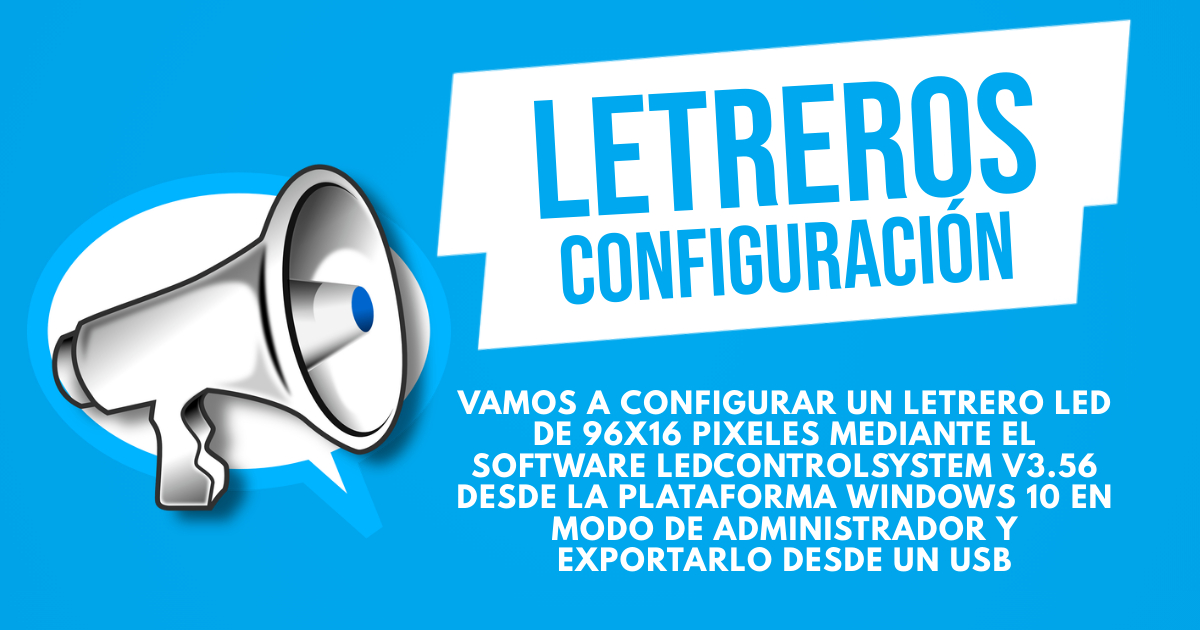 LETREROS
CONFIGURACIÓN
VAMOS A CONFIGURAR UN LETRERO LED
DE 96X16 PIXELES MEDIANTE EL
SOFTWARE LEDCONTROLSYSTEM V3.56
DESDE LA PLATAFORMA WINDOWS 10 EN
MODO DE ADMINISTRADOR Y
EXPORTARLO DESDE UN USB